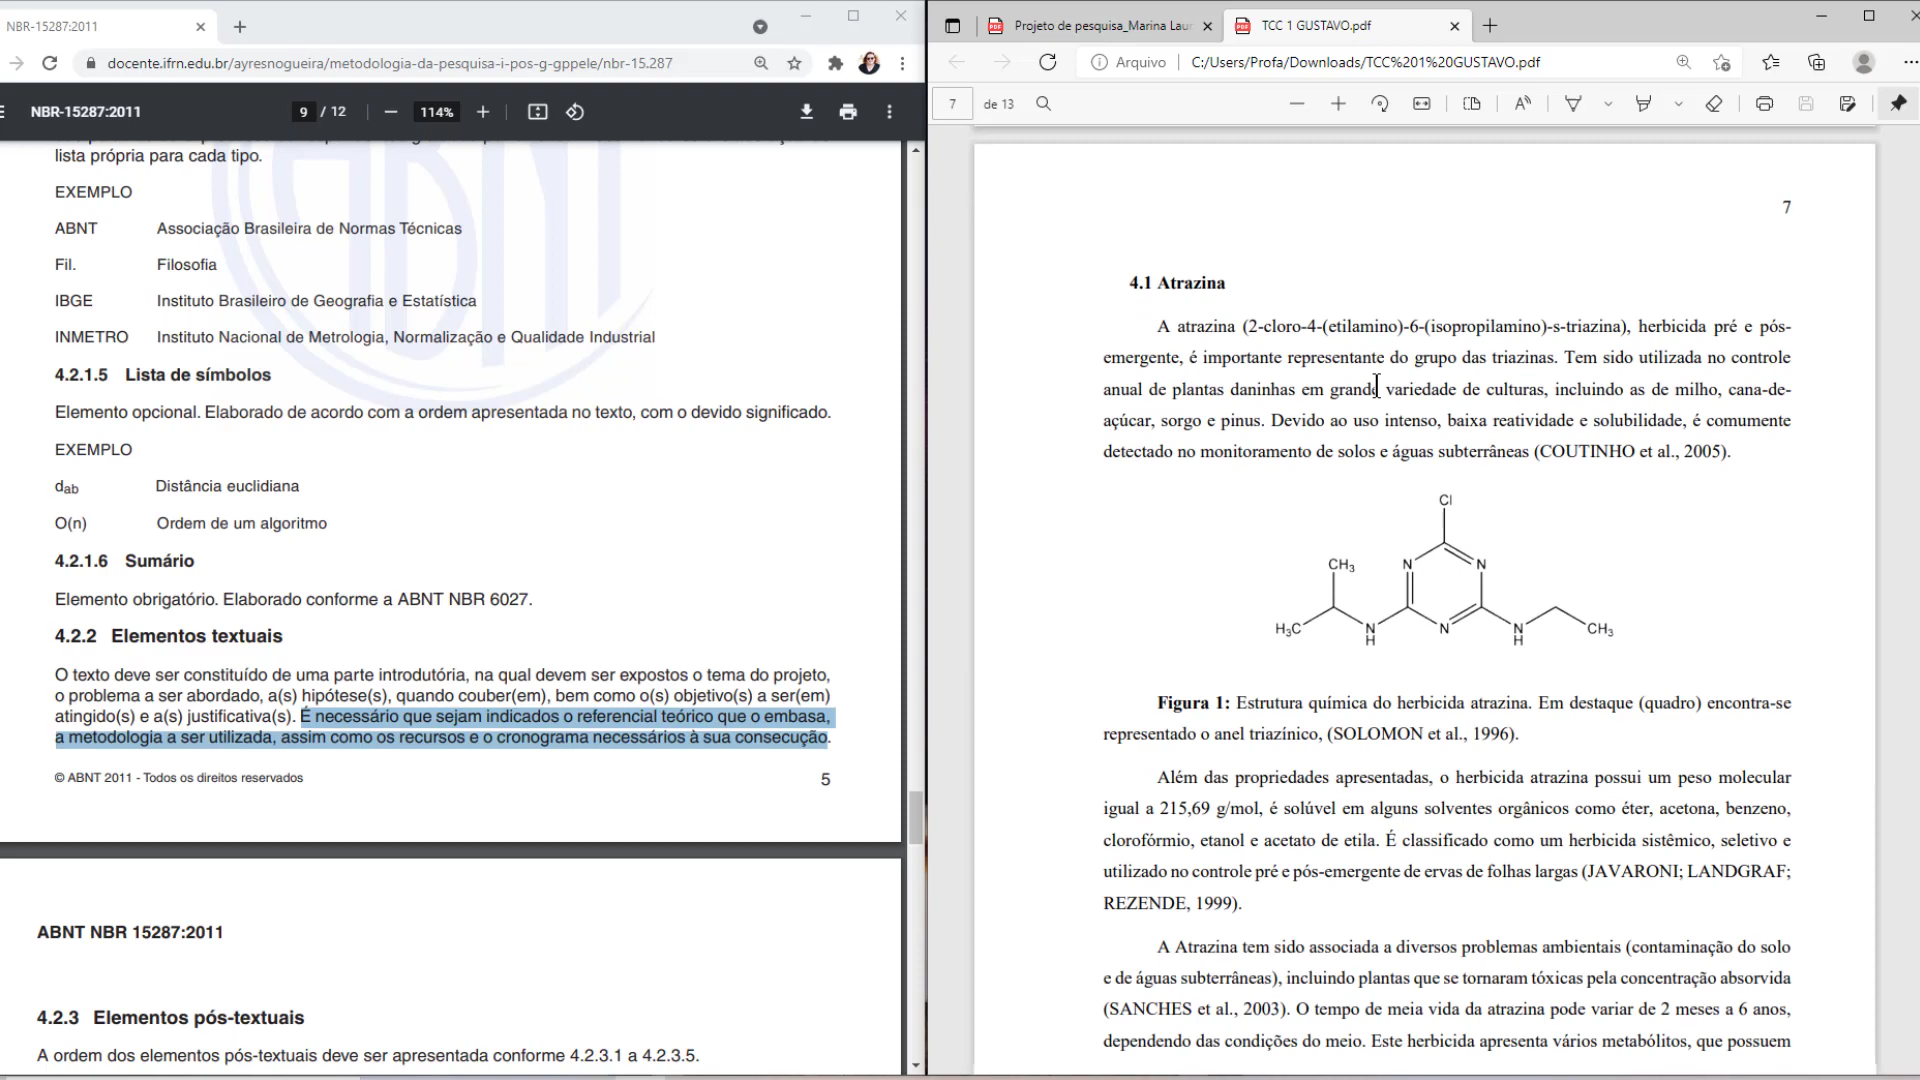 NBR-15287:2011
docente.ifrn.edu.br/ayresnogueira/metodologia-da-pesquisa-i-pos-g-gppele/nbr-15.287
NBR-15287:2011
9 / 12
114%
lista própria para cada tipo.
EXEMPLO
ABNT Associação Brasileira de Normas Técnicas
Fil. Filosofia
IBGE Instituto Brasileiro de Geografia e Estatística
INMETRO Instituto Nacional de Metrologia, Normalização e Qualidade Industrial
4.2.1.5 Lista de símbolos
Elemento opcional. Elaborado de acordo com a ordem apresentada no texto, com o devido significado.
EXEMPLO
dab Distância euclidiana
O(n) Ordem de um algoritmo
4.2.1.6 Sumário
Elemento obrigatório. Elaborado conforme a ABNT NBR 6027.
4.2.2 Elementos textuais
O texto deve ser constituído de uma parte introdutória, na qual devem ser expostos o tema do projeto,
o problema a ser abordado, a(s) hipótese(s), quando couber(em), bem como o(s) objetivo(s) a ser(em)
atingido(s) e a(s) justificativa(s). É necessário que sejam indicados o referencial teórico que o embasa,
a metodologia a ser utilizada, assim como os recursos e o cronograma necessários à sua consecução.
© ABNT 2011 - Todos os direitos reservados
5
ABNT NBR 15287:2011
4.2.3 Elementos pós-textuais
A ordem dos elementos pós-textuais deve ser apresentada conforme 4.2.3.1 a 4.2.3.5.
Projeto de pesquisa_Marina Lau
TCC 1 GUSTAVO.pdf
Arquivo
C:/Users/Profa/Downloads/TCC%201%20GUSTAVO.pdf
7
de 13
7
4.1 Atrazina
A atrazina (2-cloro-4-(etilamino)-6-(isopropilamino)-s-triazina), herbicida pré e pós-
emergente, é importante representante do grupo das triazinas. Tem sido utilizada no controle
anual de plantas daninhas em grande variedade de culturas, incluindo as de milho, cana-de-
açúcar, sorgo e pinus. Devido ao uso intenso, baixa reatividade e solubilidade, é comumente
detectado no monitoramento de solos e águas subterrâneas (COUTINHO et al., 2005).
Cl
CH3
N
N
H3C
N
H
N
N
H
CH3
Figura 1: Estrutura química do herbicida atrazina. Em destaque (quadro) encontra-se
representado o anel triazínico, (SOLOMON et al., 1996).
Além das propriedades apresentadas, o herbicida atrazina possui um peso molecular
igual a 215,69 g/mol, é solúvel em alguns solventes orgânicos como éter, acetona, benzeno,
clorofórmio, etanol e acetato de etila. É classificado como um herbicida sistêmico, seletivo e
utilizado no controle pré e pós-emergente de ervas de folhas largas (JAVARONI; LANDGRAF;
REZENDE, 1999).
A Atrazina tem sido associada a diversos problemas ambientais (contaminação do solo
e de águas subterrâneas), incluindo plantas que se tornaram tóxicas pela concentração absorvida
(SANCHES et al., 2003). O tempo de meia vida da atrazina pode variar de 2 meses a 6 anos,
dependendo das condições do meio. Este herbicida apresenta vários metabólitos, que possuem